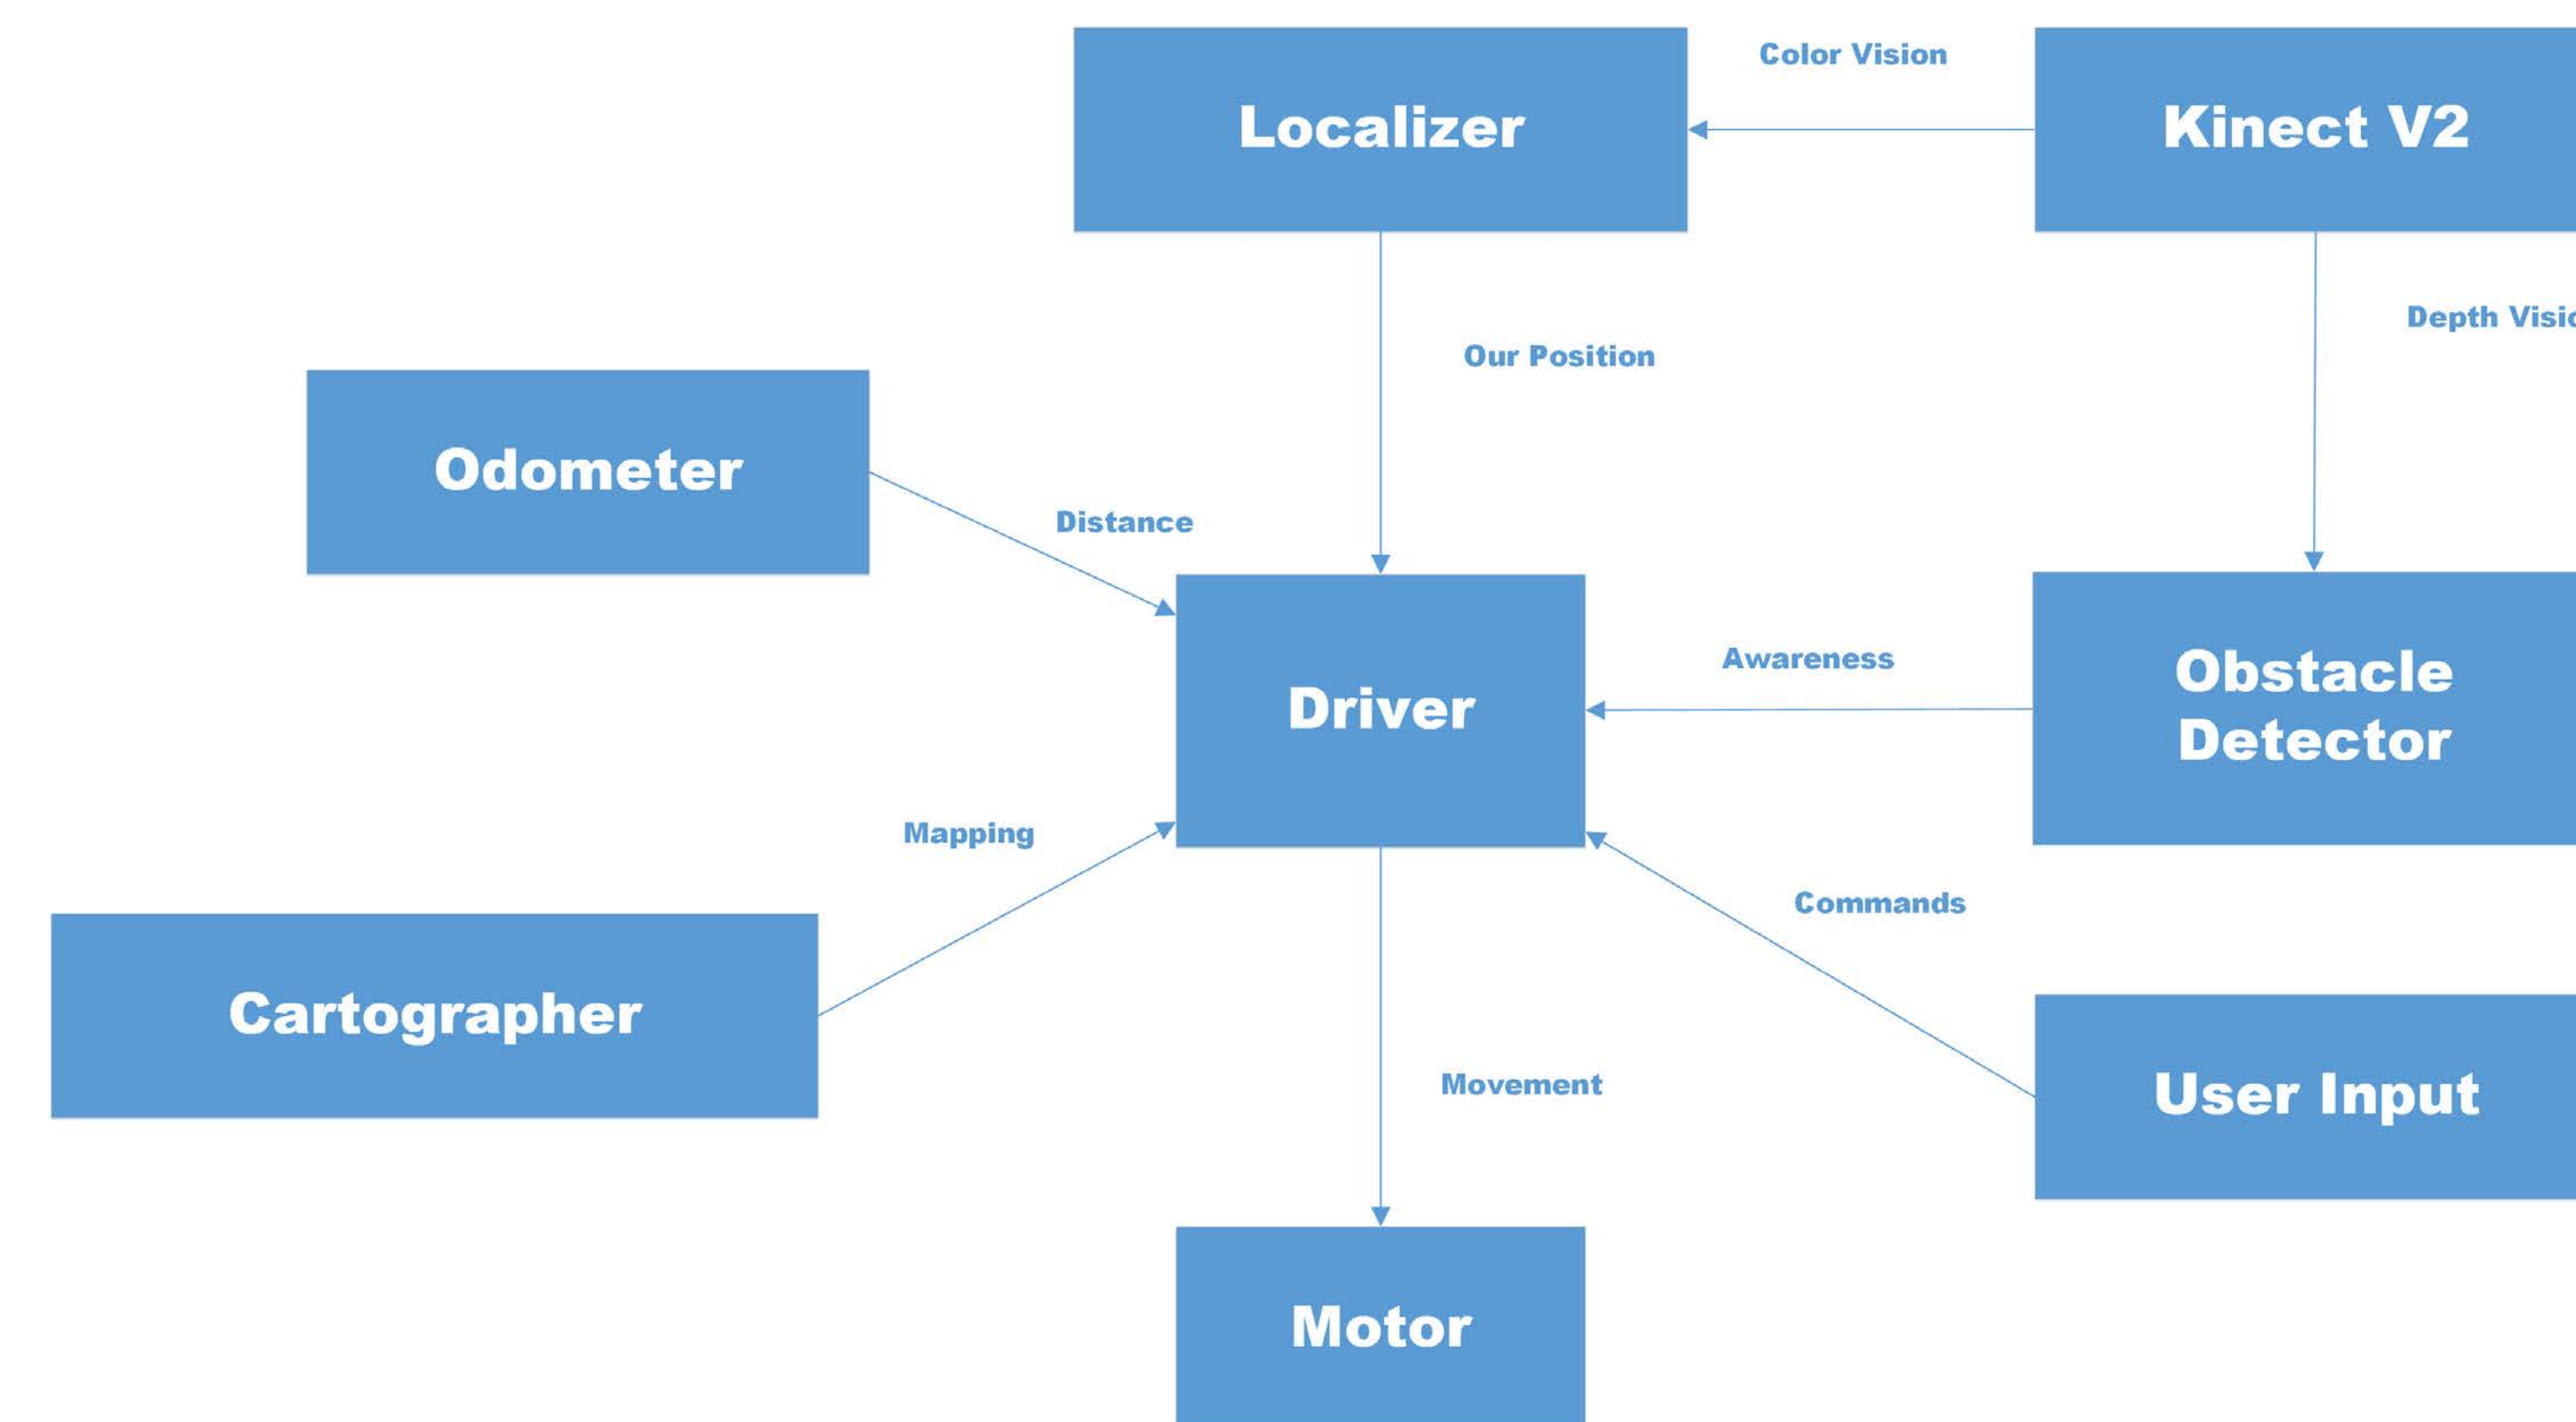 Localizer
Color Vision
Kinect V2
Depth
Our Position
Odometer
Distance
Driver
Awareness
Obstacle
Detector
Mapping
Commands
Cartographer
User Input
Movement
Motor